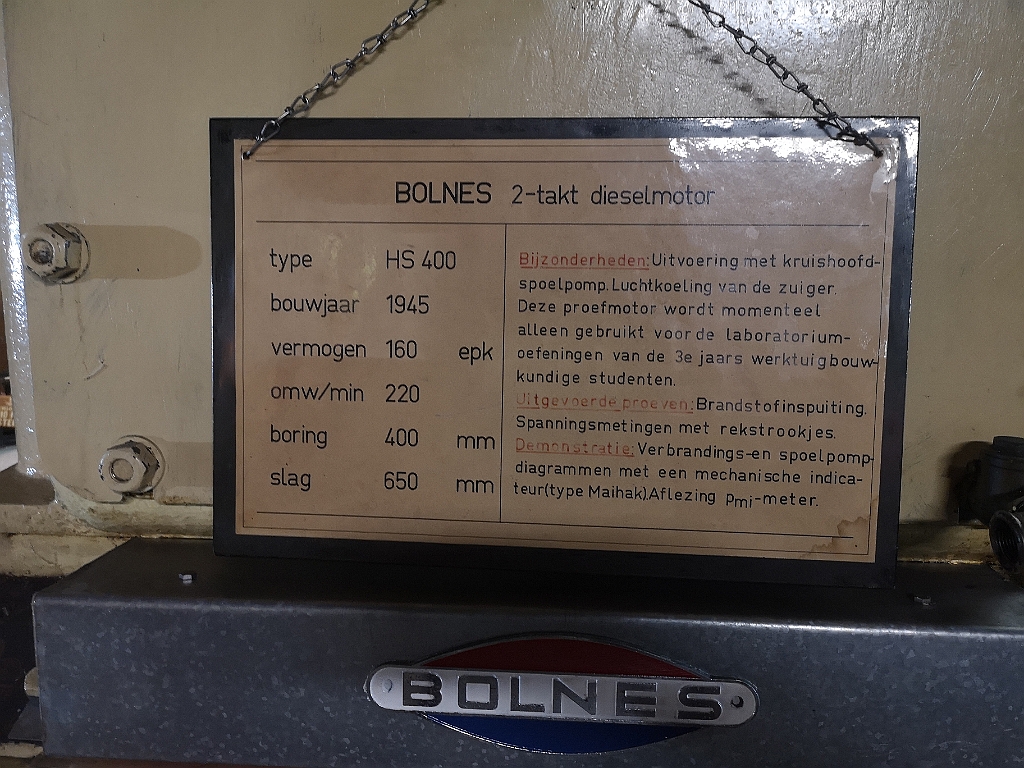 BOLNES 2-takt dieselmotor
type HS 400
bouwjaar 1945
vermogen 160 epk
omw/min 220
boring 400 mm
slag 650 mm
Bijzonderheden: Uitvoering met kruishoofd-
spoelpomp. Luchtkoeling van de zuiger.
Deze proefmotor wordt momenteel
alleen gebruikt voor de laboratorium-
oefeningen van de 3e jaars werktuigbouw-
kundige studenten.
Uitgevoerde proeven: Brandstofinspuiting.
Spanningsmetingen met rekstrookjes.
Demonstratie: Verbrandings-en spoelpomp-
diagrammen met een mechanische indica-
teur(type Maihak). Aflezing pmi-meter.
BOLNES